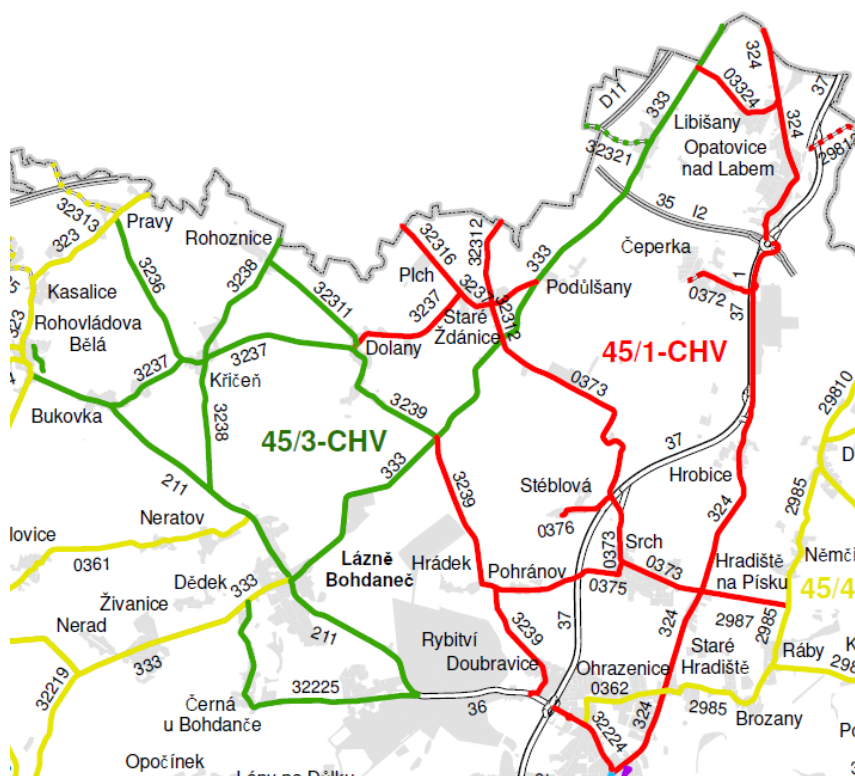 324
37
D11
03324
333
324
Libišany
32321
Opatovice
nad Labem
29813
32313
323
Pravy
Rohoznice
35
I2
32316
32312
Čeperka
3236
3238
Plch
333
Kasalice
3237
3237
Podůlšany
0372
1
37
32311
Staré
Ždánice
32312
323
Rohovládova
Bělá
3237
Dolany
45/1-CHV
3237
Křičeň
0373
Bukovka
3239
29810
3238
45/3-CHV
37
333
Hrobice
211
3239
Stéblová
2985
324
Neratov
0376
0373
Srch
lovice
Lázně
Bohdaneč
Hrádek
Pohránov
0373
Hradiště
na Písku
Němči
0361
Dědek
333
0375
45/4
Živanice
2987
2985
Nerad
211
Rybitví
3239
37
324
Staré
Hradiště
Ráby
333
Doubravice
Ohrazenice
32219
32225
0362
Černá
u Bohdanče
36
324
2985
Brozany
32224
Opočínek